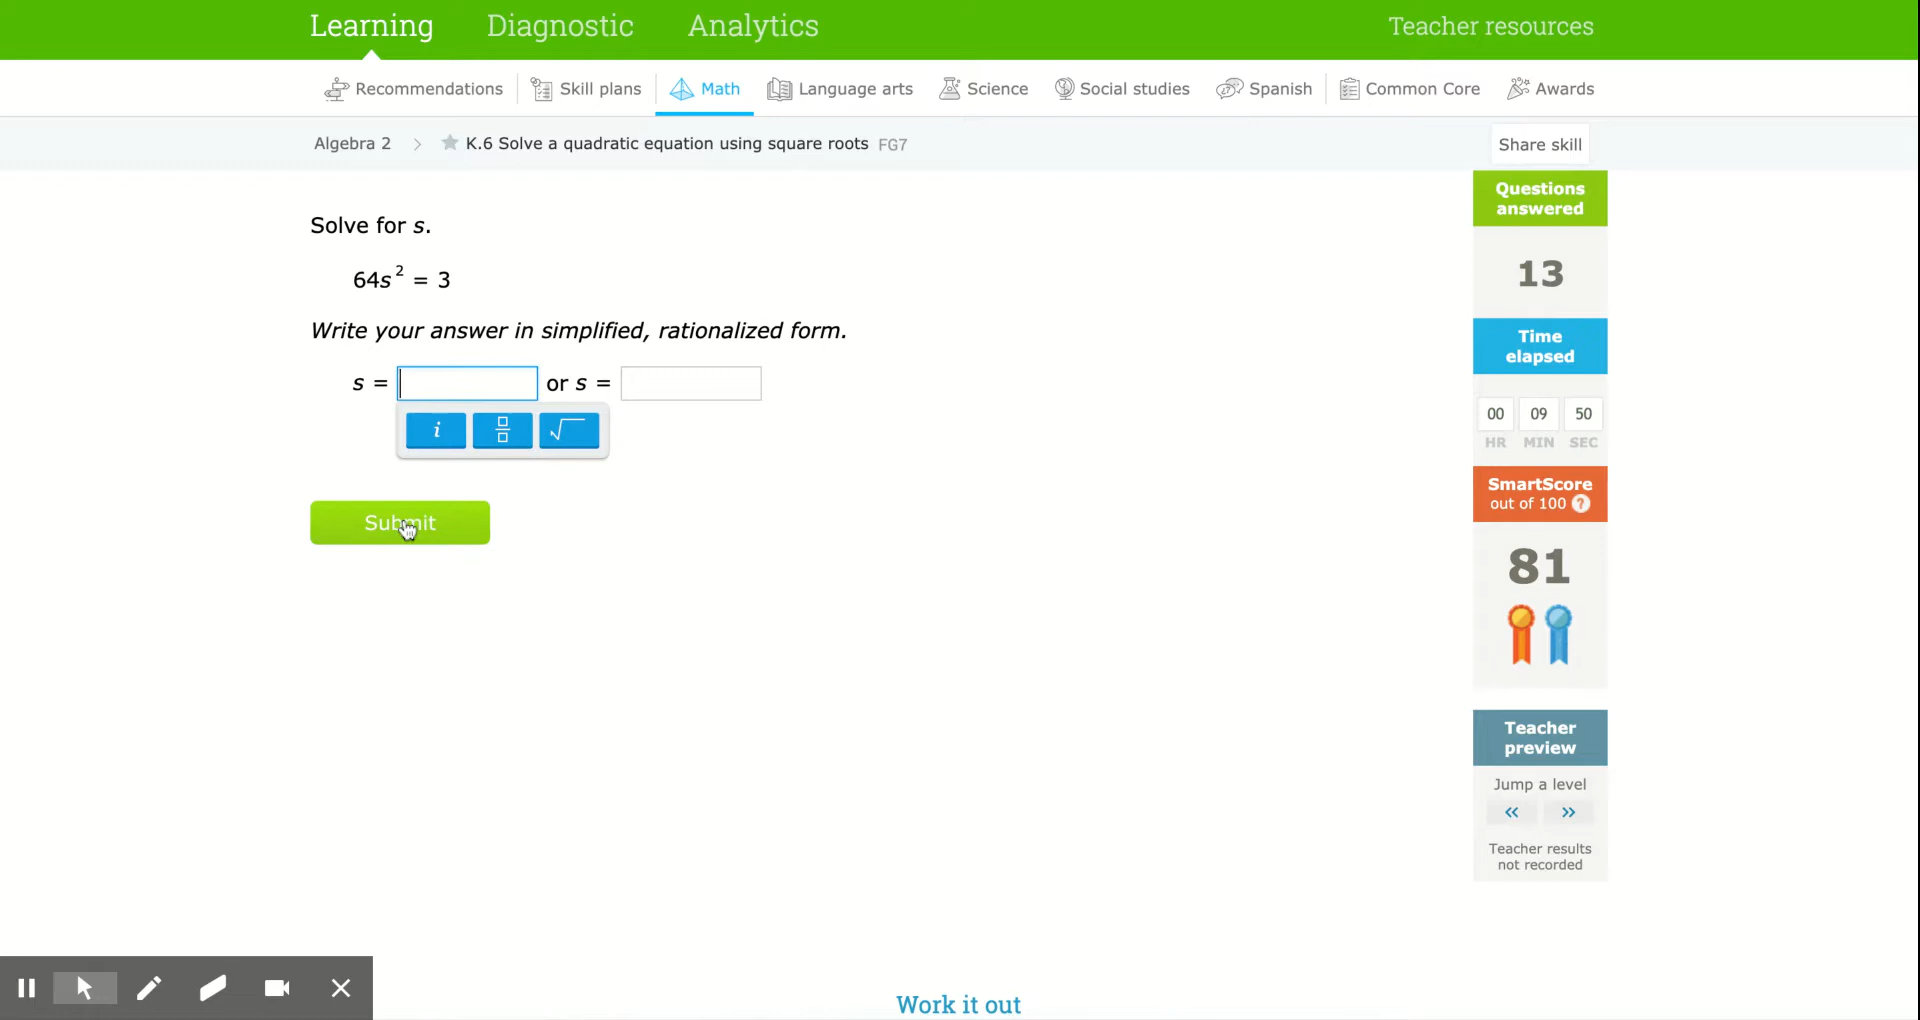 Learning Diagnostic Analytics Teacher resources
Recommendations Skill plans Math Language arts Science Social studies Spanish Common Core Awards
Algebra 2 > K.6 Solve a quadratic equation using square roots FG7 Share skill
Questions
answered
13
Time
elapsed
00 09 50
HR MIN SEC
SmartScore
out of 100 ?
81
Teacher
preview
Jump a level
« »
Teacher results
not recorded
Solve for s.
64s² = 3
Write your answer in simplified, rationalized form.
s = or s =
i √
Submit
Work it out